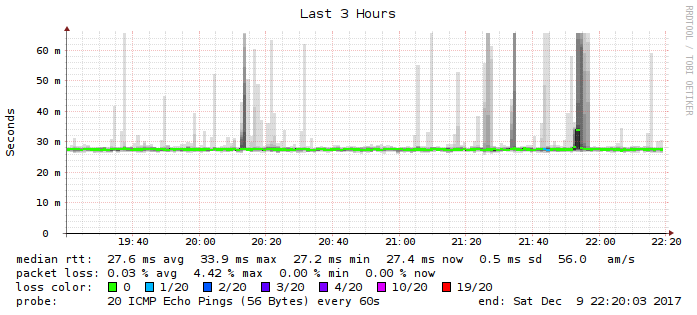 Last 3 Hours
RRDTOOL / TOBI OETIKER
Seconds
60 m
50 m
40 m
30 m
20 m
10 m
0
19:40 20:00 20:20 20:40 21:00 21:20 21:40 22:00 22:20
median rtt: 27.6 ms avg 33.9 ms max 27.2 ms min 27.4 ms now 0.5 ms sd 56.0 am/s
packet loss: 0.03 % avg 4.42 % max 0.00 % min 0.00 % now
loss color: 0 1/20 2/20 3/20 4/20 10/20 19/20
probe: 20 ICMP Echo Pings (56 Bytes) every 60s end: Sat Dec 9 22:20:03 2017